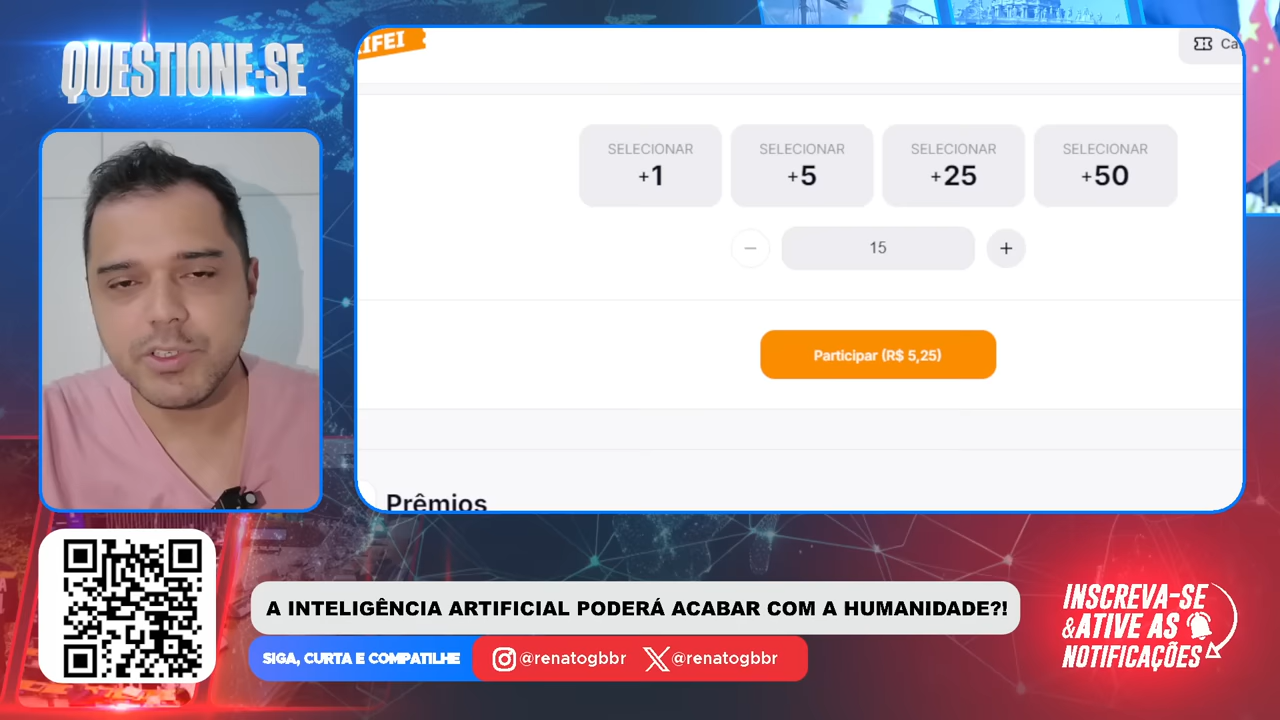 QUESTIONE-SE
IFEI
Ca
SELECIONAR
+1
SELECIONAR
+5
SELECIONAR
+25
SELECIONAR
+50
−
15
+
Participar (R$ 5,25)
Prêmios
A INTELIGÊNCIA ARTIFICIAL PODERÁ ACABAR COM A HUMANIDADE?!
SIGA, CURTA E COMPATILHE
@renatogbbr
@renatogbbr
INSCREVA-SE
&ATIVE AS
NOTIFICAÇÕES